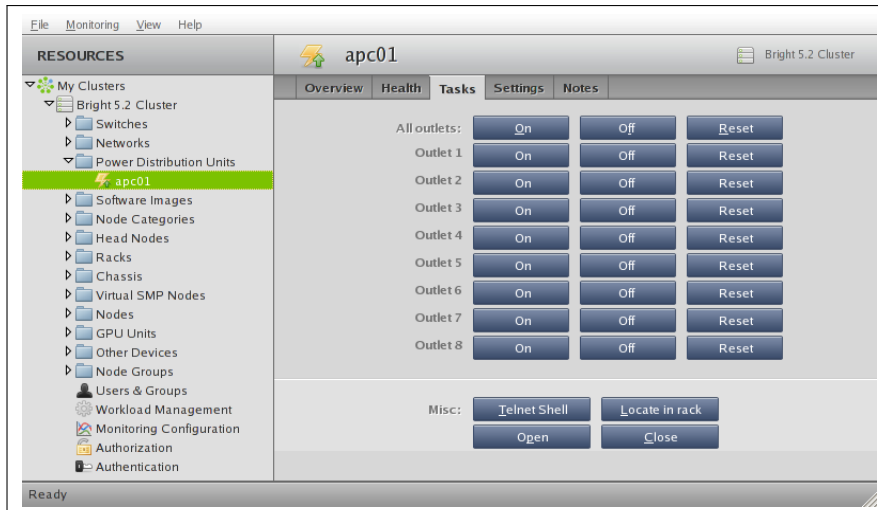 File Monitoring View Help
RESOURCES
My Clusters
Bright 5.2 Cluster
Switches
Networks
Power Distribution Units
apc01
Software Images
Node Categories
Head Nodes
Racks
Chassis
Virtual SMP Nodes
Nodes
GPU Units
Other Devices
Node Groups
Users & Groups
Workload Management
Monitoring Configuration
Authorization
Authentication
apc01
Bright 5.2 Cluster
Overview Health Tasks Settings Notes
All outlets: On Off Reset
Outlet 1 On Off Reset
Outlet 2 On Off Reset
Outlet 3 On Off Reset
Outlet 4 On Off Reset
Outlet 5 On Off Reset
Outlet 6 On Off Reset
Outlet 7 On Off Reset
Outlet 8 On Off Reset
Misc: Telnet Shell Locate in rack
Open Close
Ready